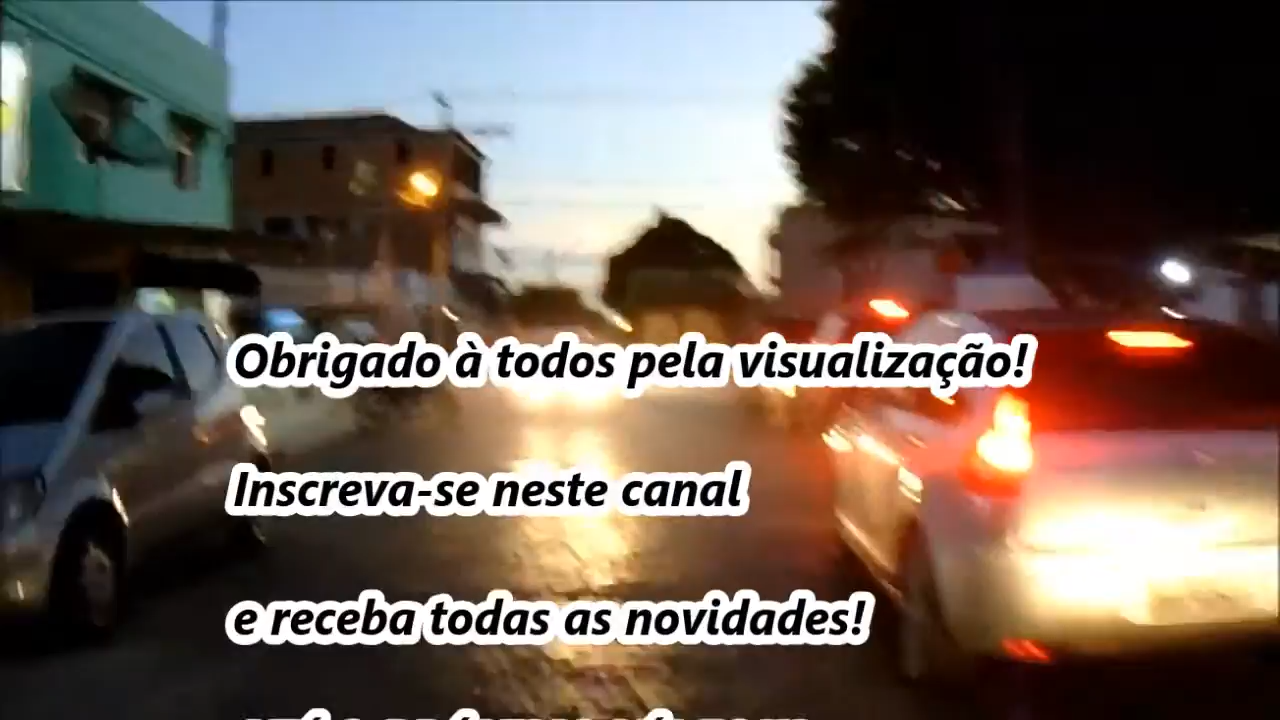 Obrigado à todos pela visualização!
Inscreva-se neste canal
e receba todas as novidades!